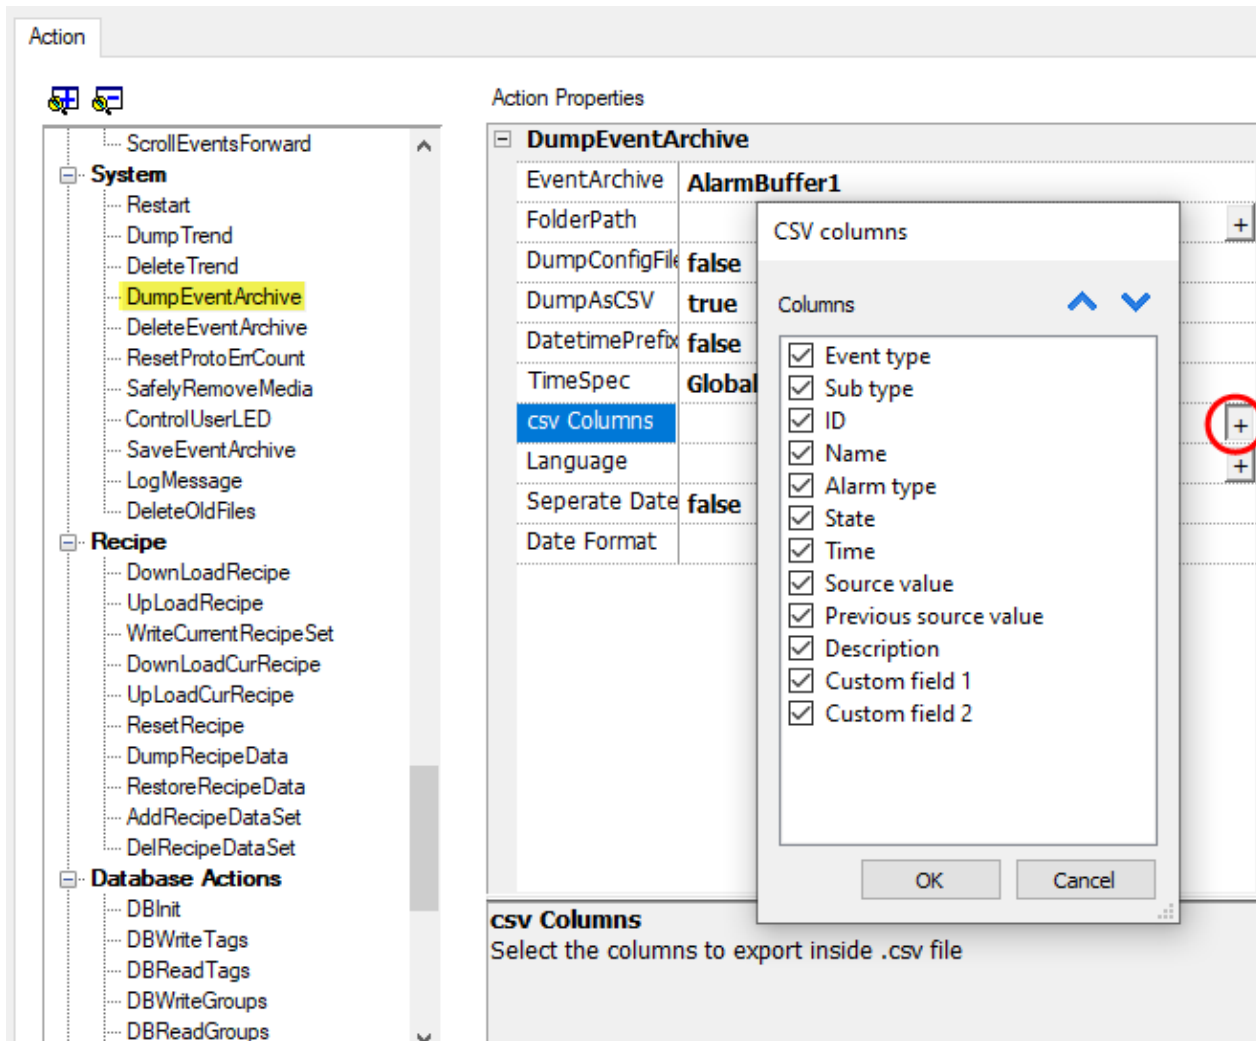 Action
Action Properties
ScrollEventsForward
System
Restart
DumpTrend
DeleteTrend
DumpEventArchive
DeleteEventArchive
ResetProtoErrCount
SafelyRemoveMedia
ControlUserLED
SaveEventArchive
LogMessage
DeleteOldFiles
Recipe
DownLoadRecipe
UpLoadRecipe
WriteCurrentRecipeSet
DownLoadCurRecipe
UpLoadCurRecipe
ResetRecipe
DumpRecipeData
RestoreRecipeData
AddRecipeDataSet
DelRecipeDataSet
Database Actions
DBInit
DBWriteTags
DBReadTags
DBWriteGroups
DBReadGroups
DumpEventArchive
EventArchive AlarmBuffer1
FolderPath +
DumpConfigFile false
DumpAsCSV true
DatetimePrefix false
TimeSpec Global
csv Columns +
Language +
Seperate Date false
Date Format
CSV columns
Columns
Event type
Sub type
ID
Name
Alarm type
State
Time
Source value
Previous source value
Description
Custom field 1
Custom field 2
OK Cancel
csv Columns
Select the columns to export inside .csv file